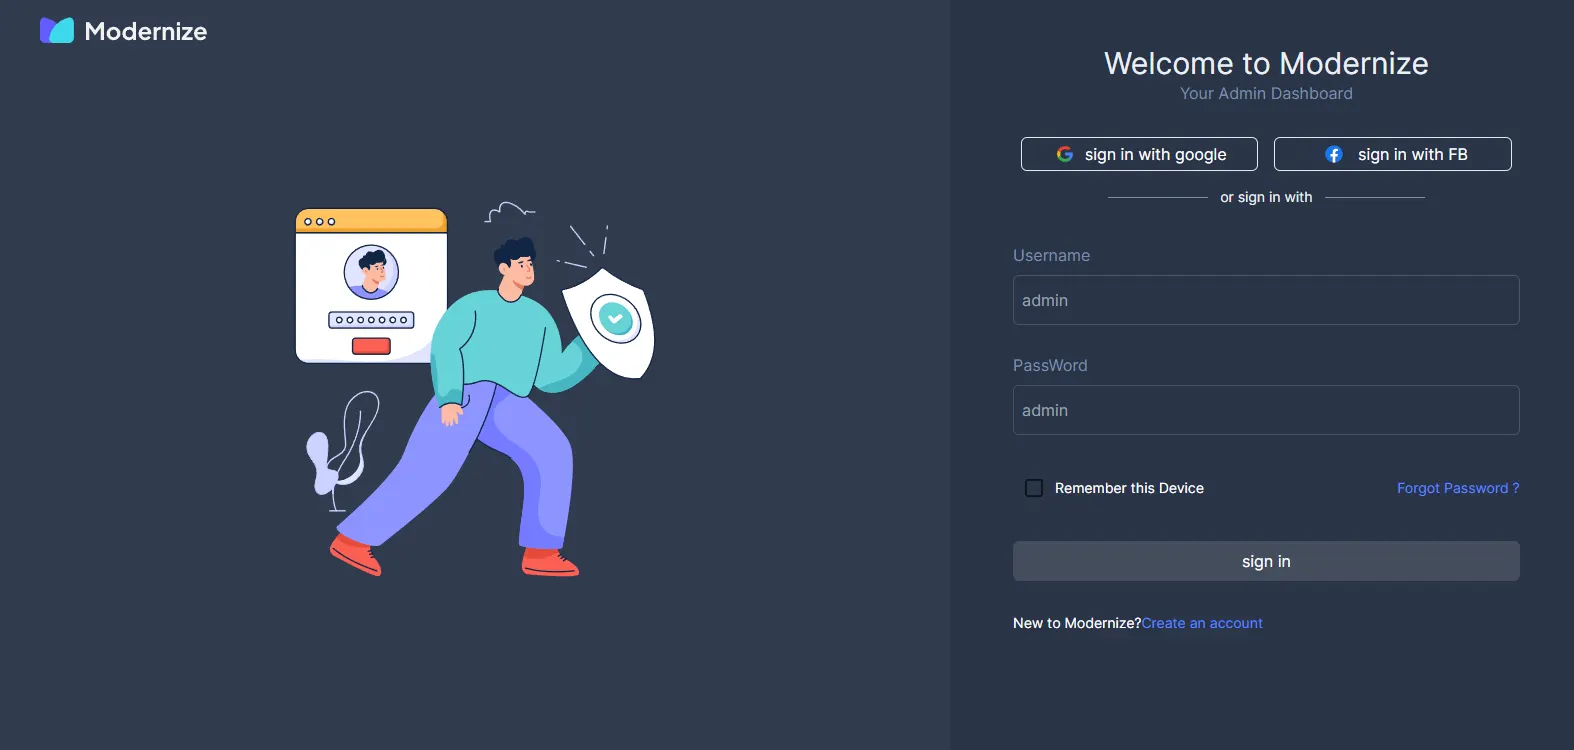 Modernize
Welcome to Modernize
Your Admin Dashboard
sign in with google
sign in with FB
or sign in with
Username
admin
PassWord
admin
Remember this Device
Forgot Password ?
sign in
New to Modernize?Create an account